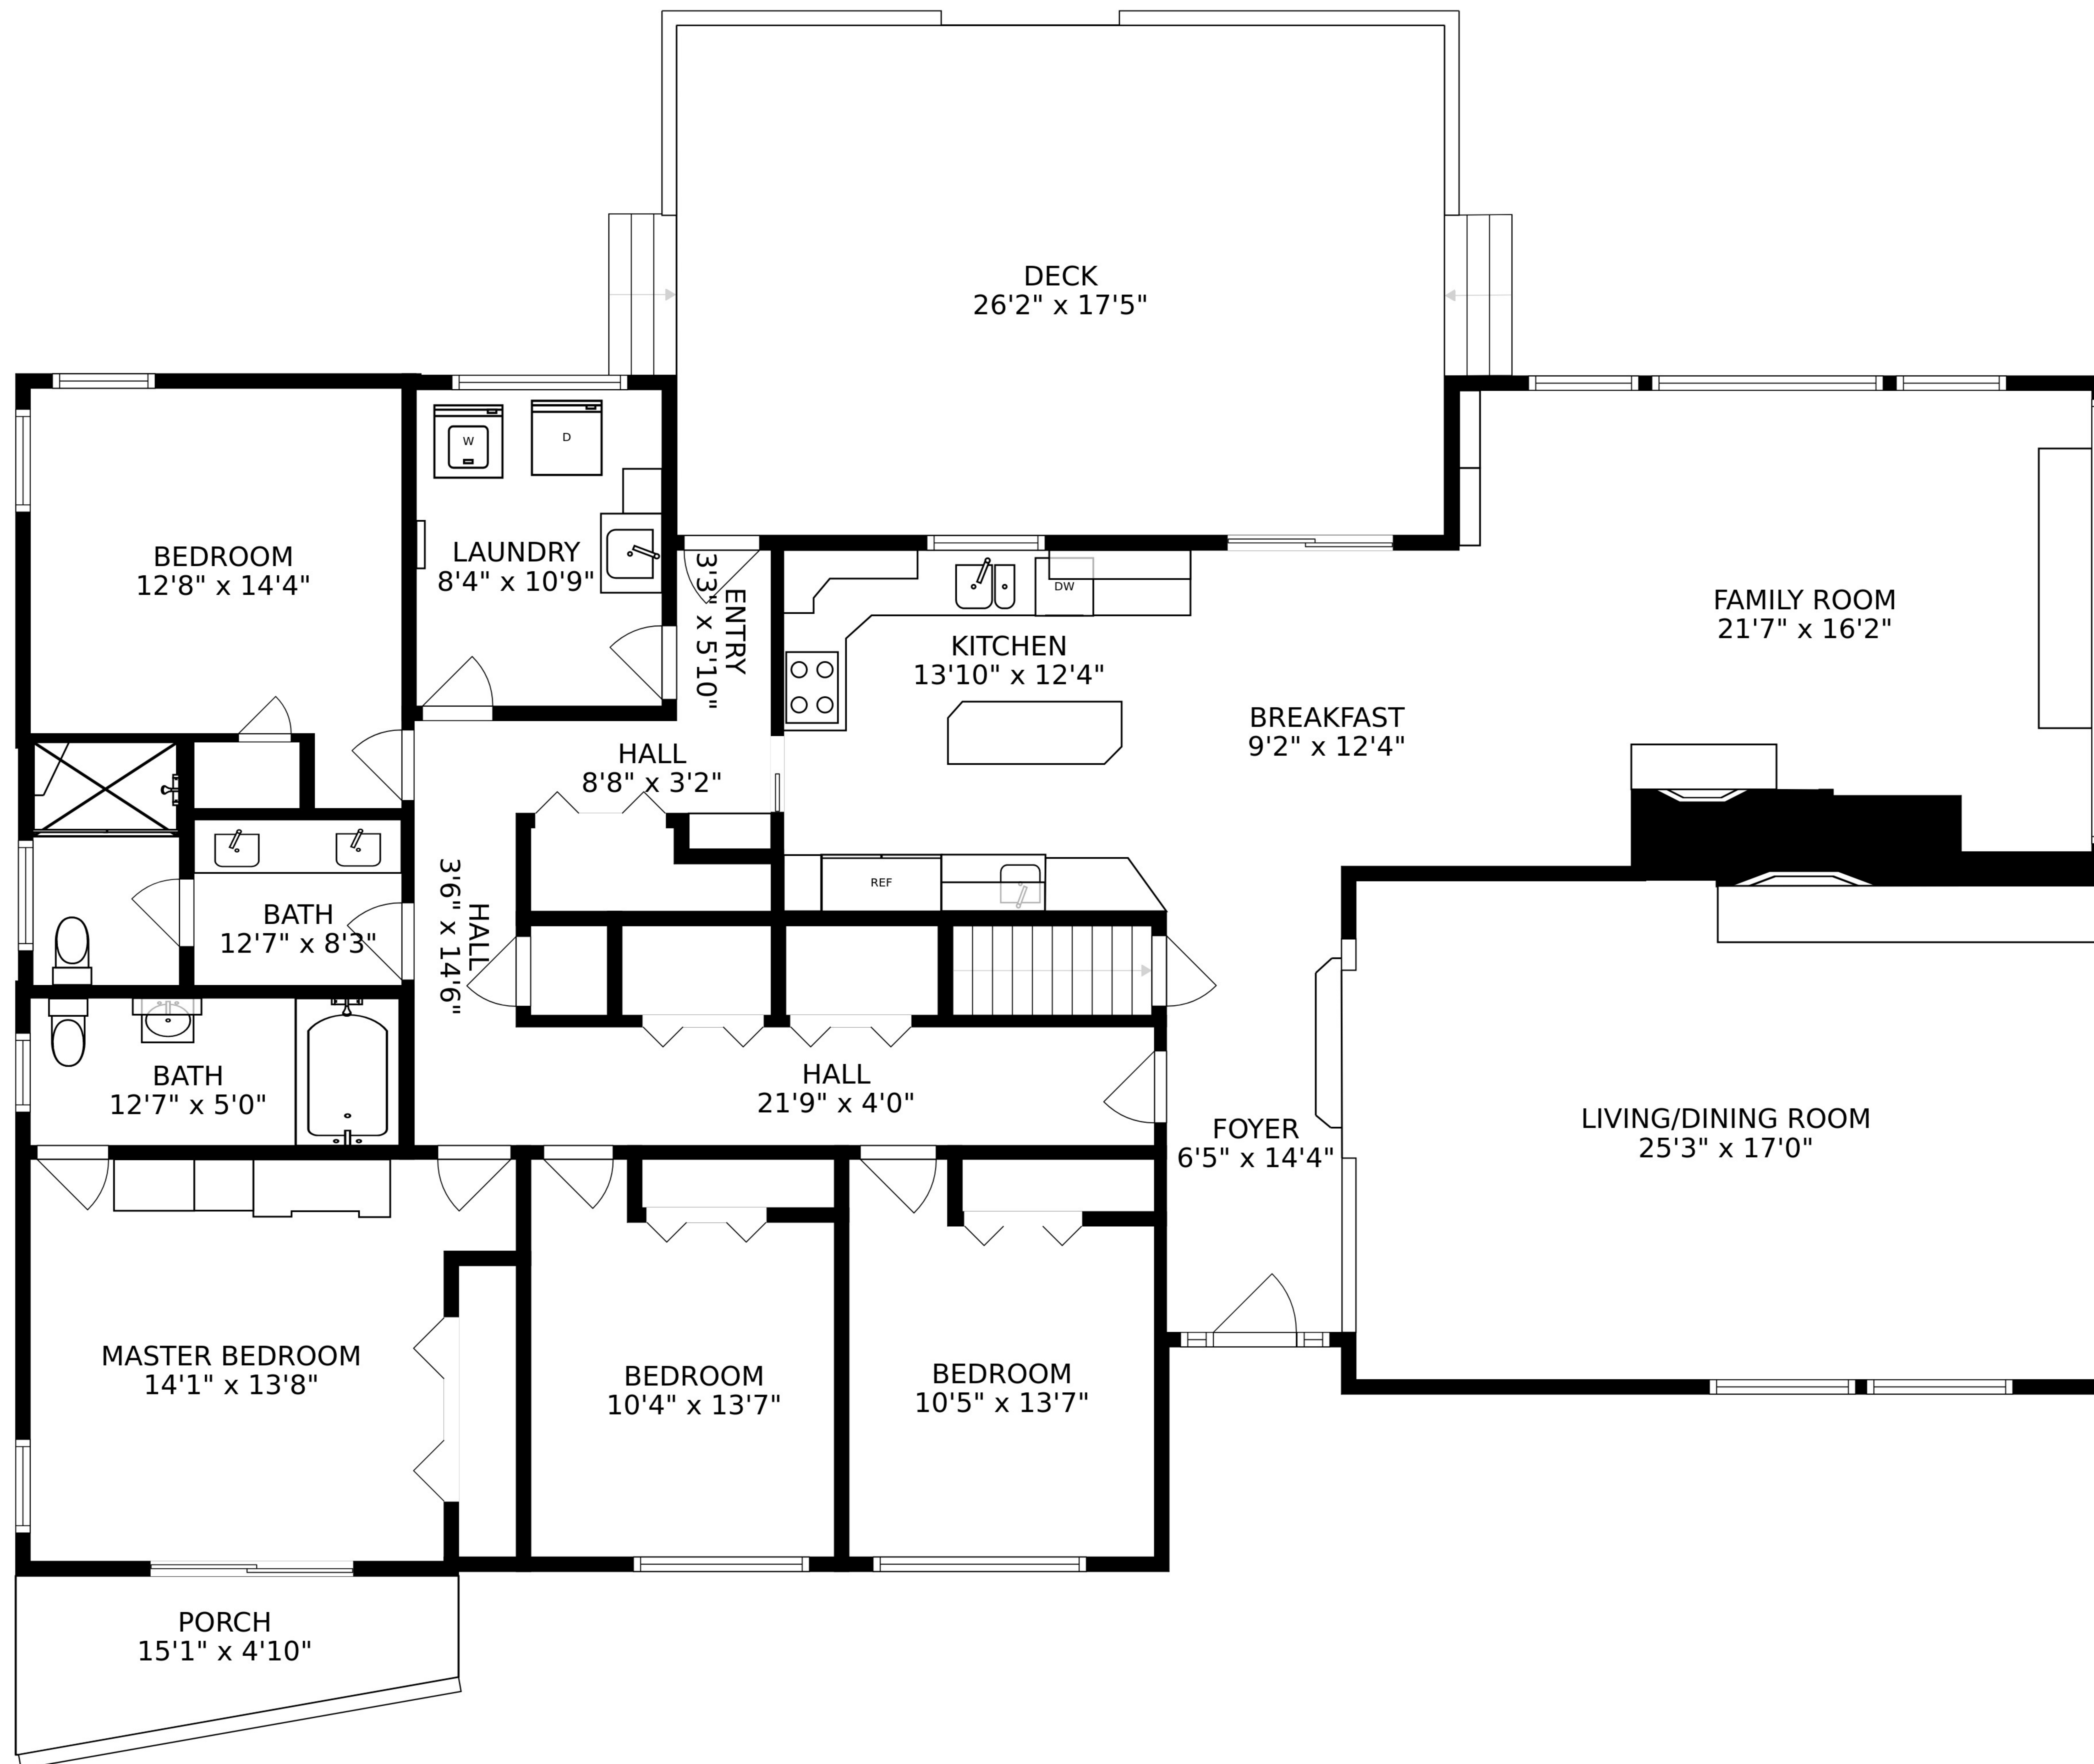 DECK
26'2" x 17'5"
W
D
BEDROOM
12'8" x 14'4"
LAUNDRY
8'4" x 10'9"
ENTRY
3'3" x 5'10"
DW
KITCHEN
13'10" x 12'4"
FAMILY ROOM
21'7" x 16'2"
BREAKFAST
9'2" x 12'4"
HALL
8'8" x 3'2"
REF
BATH
12'7" x 8'3"
HALL
3'6" x 14'6"
BATH
12'7" x 5'0"
HALL
21'9" x 4'0"
FOYER
6'5" x 14'4"
LIVING/DINING ROOM
25'3" x 17'0"
MASTER BEDROOM
14'1" x 13'8"
BEDROOM
10'4" x 13'7"
BEDROOM
10'5" x 13'7"
PORCH
15'1" x 4'10"